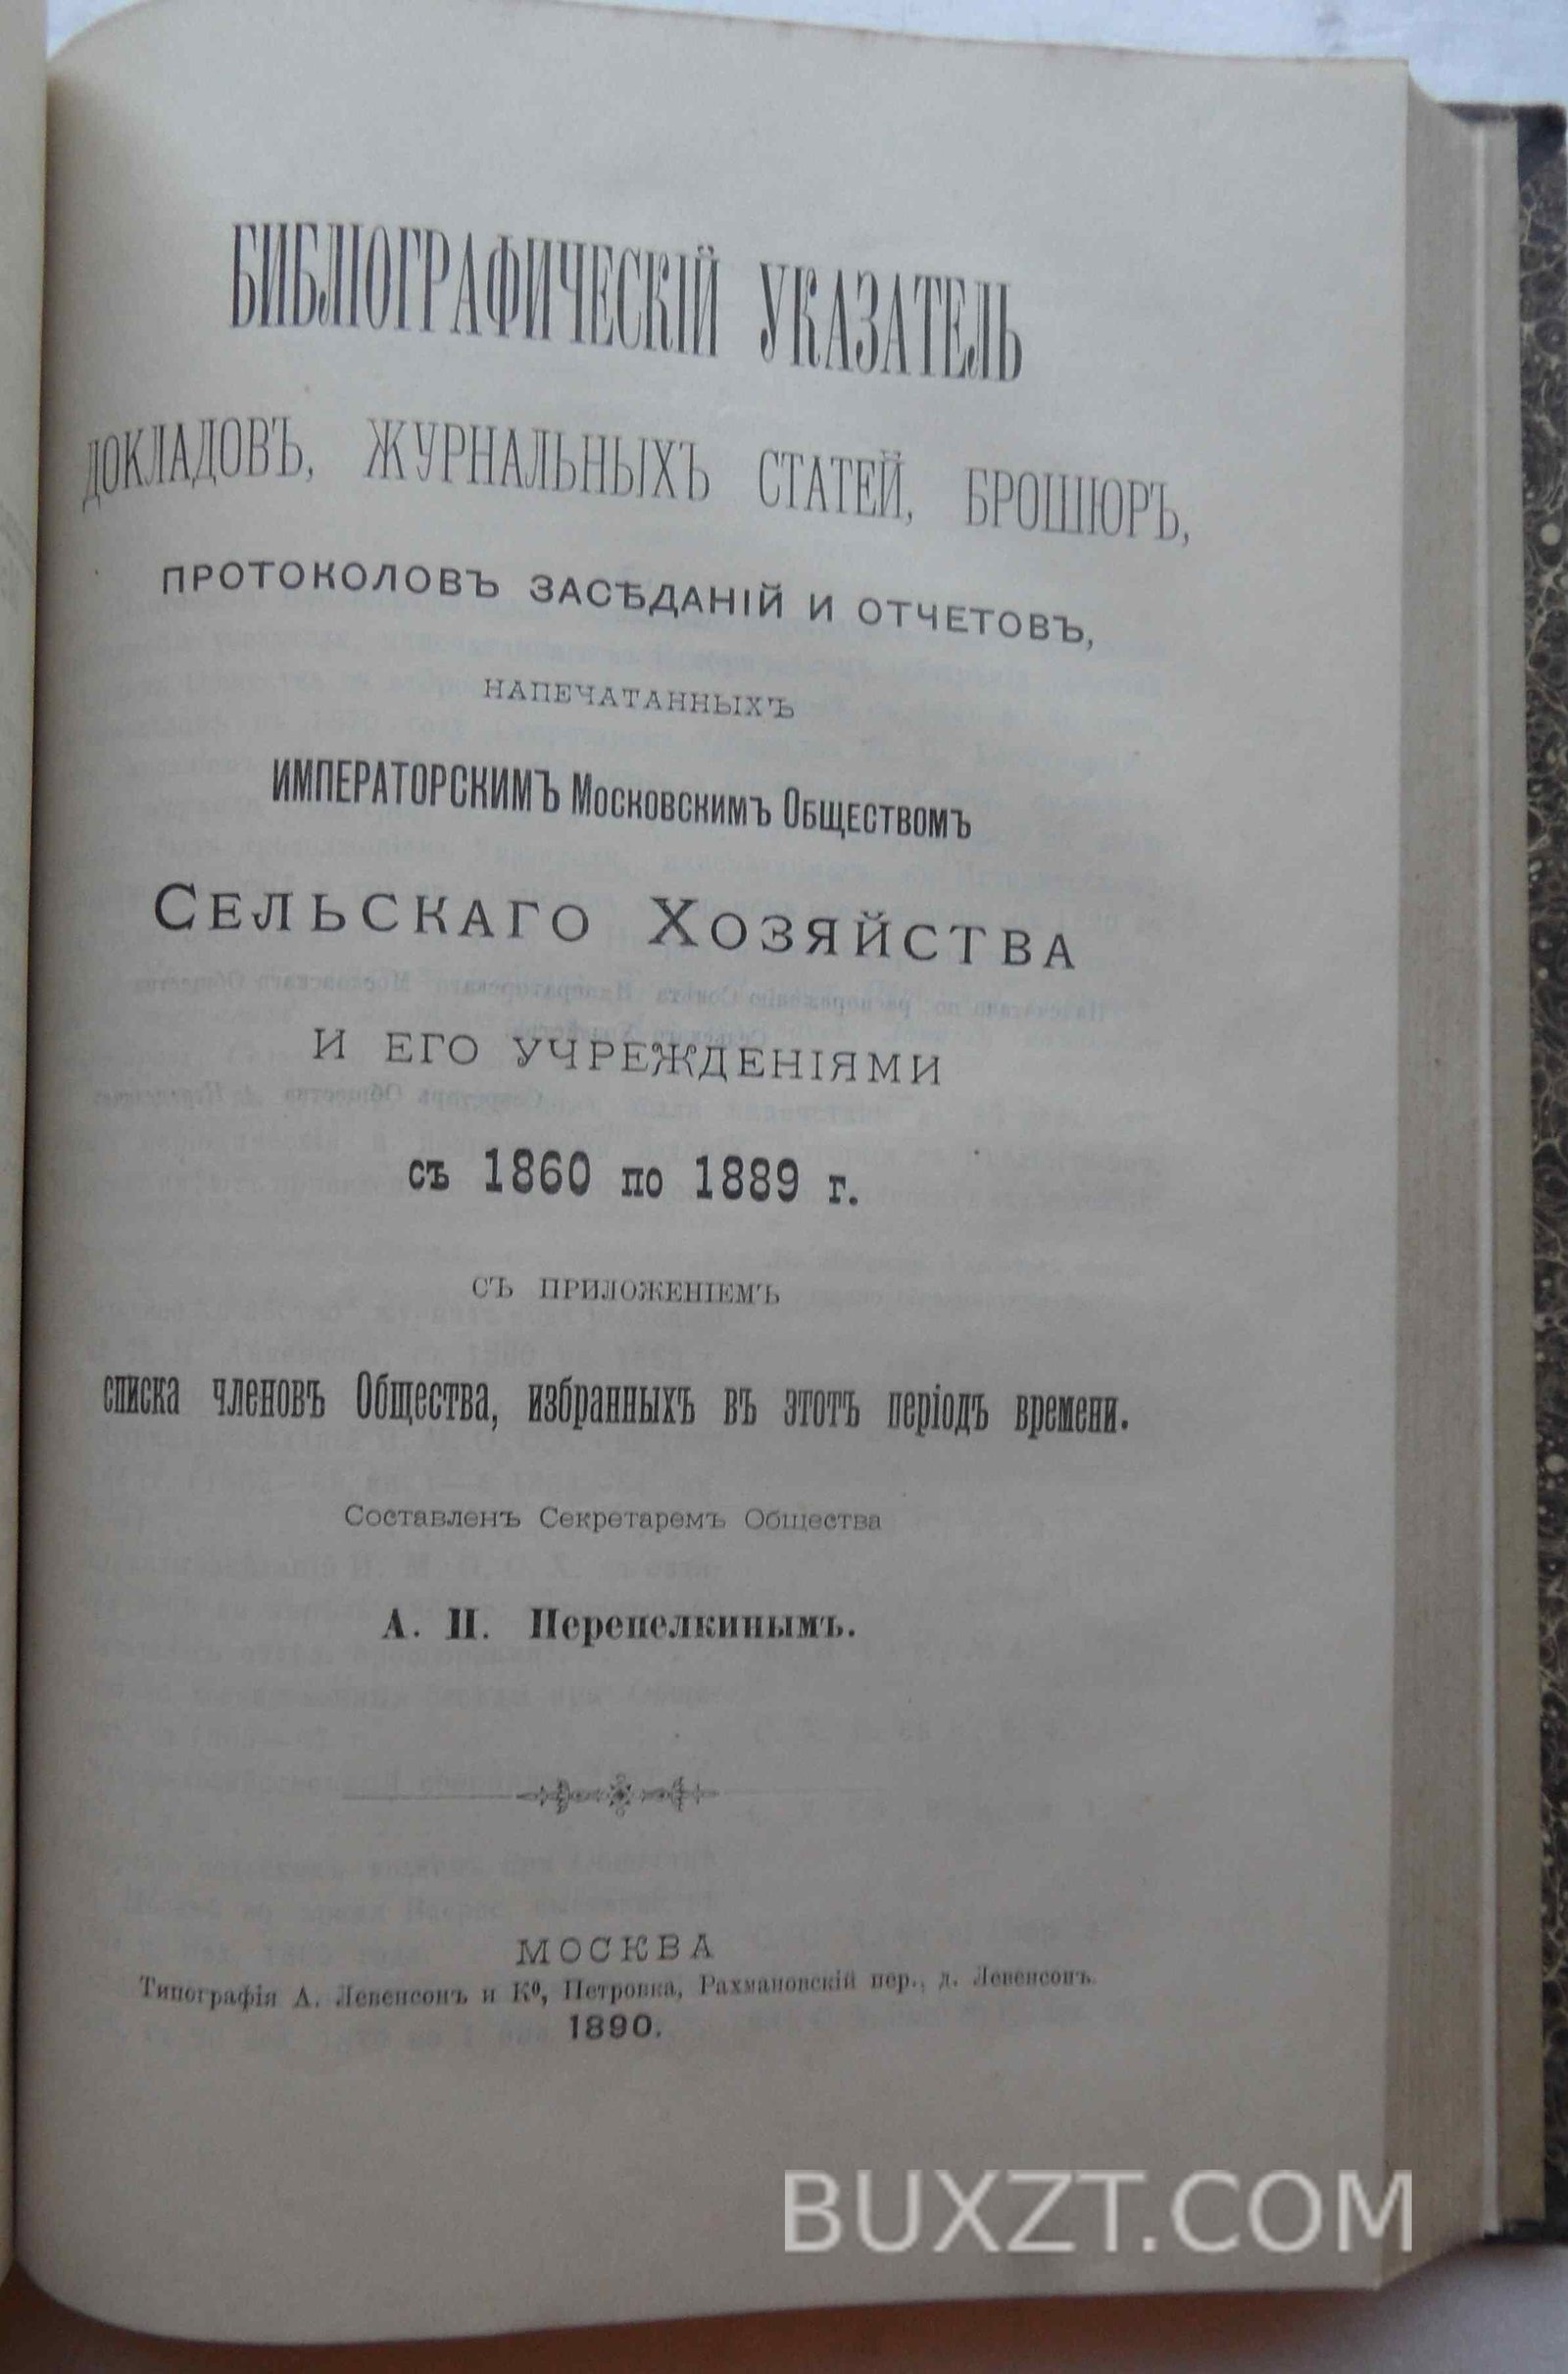 БИБЛІОГРАФИЧЕСКІЙ УКАЗАТЕЛЬ
ДОКЛАДОВЪ, ЖУРНАЛЬНЫХЪ СТАТЕЙ, БРОШЮРЪ,
ПРОТОКОЛОВЪ ЗАСѢДАНІЙ И ОТЧЕТОВЪ,
НАПЕЧАТАННЫХЪ
ИМПЕРАТОРСКИМЪ Московскимъ Обществомъ
Сельскаго Хозяйства
И ЕГО УЧРЕЖДЕНІЯМИ
съ 1860 по 1889 г.
СЪ ПРИЛОЖЕНІЕМЪ
списка членовъ Общества, избранныхъ въ этотъ періодъ времени.
Составленъ Секретаремъ Общества
А. П. Перепелкинымъ.
МОСКВА
Типографія А. Левенсонъ и К⁰, Петровка, Рахмановскій пер., д. Левенсонъ.
1890.
BUXZT.COM